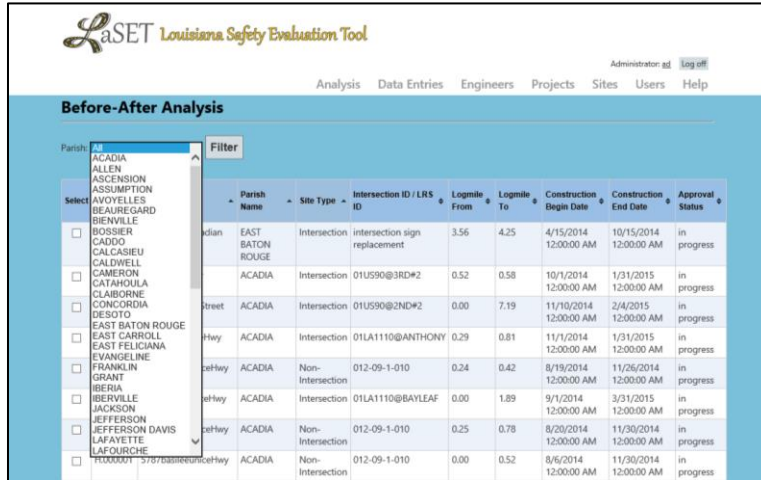 LaSET Louisiana Safety Evaluation Tool
Administrator: ad Log off
Analysis Data Entries Engineers Projects Sites Users Help
Before-After Analysis
Parish: All Filter
ACADIA
ALLEN
ASCENSION
ASSUMPTION
AVOYELLES
BEAUREGARD
BIENVILLE
BOSSIER
CADDO
CALCASIEU
CALDWELL
CAMERON
CATAHOULA
CLAIBORNE
CONCORDIA
DESOTO
EAST BATON ROUGE
EAST CARROLL
EAST FELICIANA
EVANGELINE
FRANKLIN
GRANT
IBERIA
IBERVILLE
JACKSON
JEFFERSON
JEFFERSON DAVIS
LAFAYETTE
LAFOURCHE
Select Parish Name Site Type Intersection ID / LRS ID Logmile From Logmile To Construction Begin Date Construction End Date Approval Status
dian EAST BATON ROUGE Intersection intersection sign replacement 3.56 4.25 4/15/2014 12:00:00 AM 10/15/2014 12:00:00 AM in progress
ACADIA Intersection 01US90@3RD#2 0.52 0.58 10/1/2014 12:00:00 AM 1/31/2015 12:00:00 AM in progress
Street ACADIA Intersection 01US90@2ND#2 0.00 7.19 11/10/2014 12:00:00 AM 2/4/2015 12:00:00 AM in progress
Hwy ACADIA Intersection 01LA1110@ANTHONY 0.29 0.81 11/1/2014 12:00:00 AM 1/31/2015 12:00:00 AM in progress
iceHwy ACADIA Non-Intersection 012-09-1-010 0.24 0.42 8/19/2014 12:00:00 AM 11/26/2014 12:00:00 AM in progress
ceHwy ACADIA Intersection 01LA1110@BAYLEAF 0.00 1.89 9/1/2014 12:00:00 AM 3/31/2015 12:00:00 AM in progress
iceHwy ACADIA Non-Intersection 012-09-1-010 0.25 0.78 8/20/2014 12:00:00 AM 11/30/2014 12:00:00 AM in progress
H.000001 5787basileeuniceHwy ACADIA Non-Intersection 012-09-1-010 0.00 0.52 8/6/2014 12:00:00 AM 11/30/2014 12:00:00 AM in progress